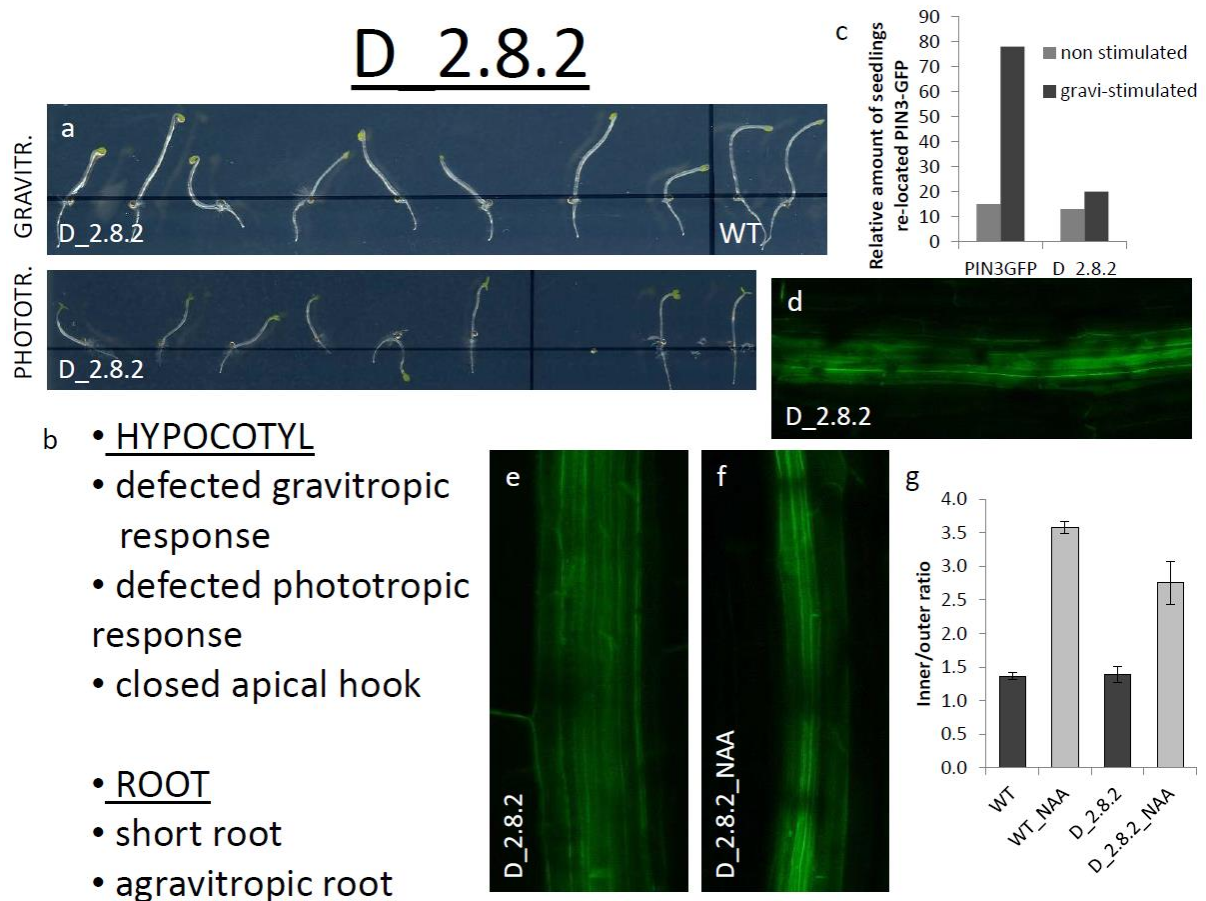 D_2.8.2
a
GRAVITR.
D_2.8.2
WT
PHOTOTR.
D_2.8.2
b
• HYPOCOTYL
• defected gravitropic
response
• defected phototropic
response
• closed apical hook
• ROOT
• short root
• agravitropic root
c
Relative amount of seedlings
re-located PIN3-GFP
90
80
70
60
50
40
30
20
10
0
non stimulated
gravi-stimulated
PIN3GFP
D_2.8.2
d
D_2.8.2
e
D_2.8.2
f
D_2.8.2_NAA
g
Inner/outer ratio
4.0
3.5
3.0
2.5
2.0
1.5
1.0
0.5
0.0
WT
WT_NAA
D_2.8.2
D_2.8.2_NAA